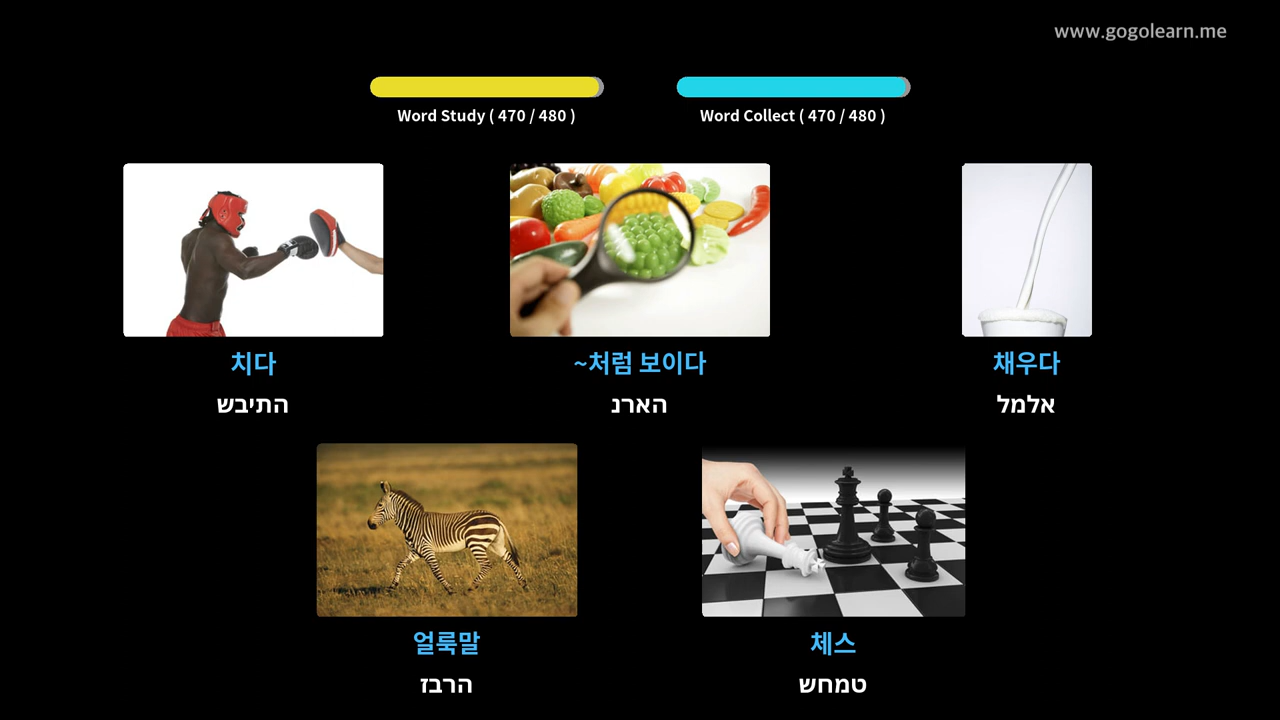 www.gogolearn.me
Word Study ( 470 / 480 )
Word Collect ( 470 / 480 )
치다
התיבש
~처럼 보이다
הארנ
채우다
אלמל
얼룩말
הרבז
체스
טמחש